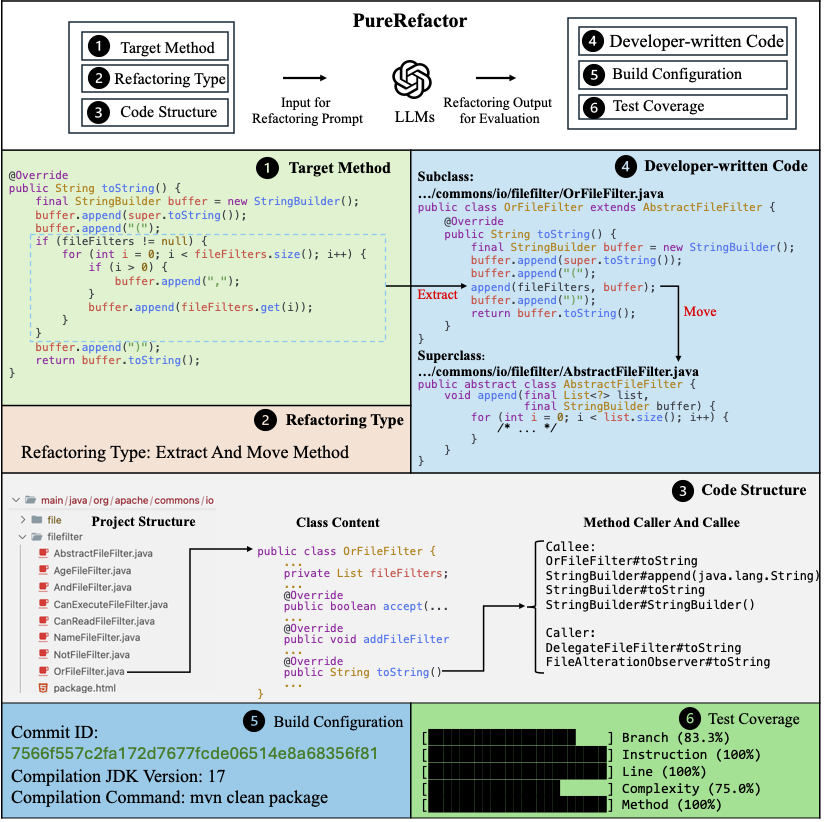 PureRefactor
1 Target Method
2 Refactoring Type
3 Code Structure
Input for
Refactoring Prompt
LLMs
Refactoring Output
for Evaluation
4 Developer-written Code
5 Build Configuration
6 Test Coverage
1 Target Method
@Override
public String toString() {
final StringBuilder buffer = new StringBuilder();
buffer.append(super.toString());
buffer.append("(");
if (fileFilters != null) {
for (int i = 0; i < fileFilters.size(); i++) {
if (i > 0) {
buffer.append(",");
}
buffer.append(fileFilters.get(i));
}
}
buffer.append(")");
return buffer.toString();
}
2 Refactoring Type
Refactoring Type: Extract And Move Method
4 Developer-written Code
Subclass:
.../commons/io/filefilter/OrFileFilter.java
public class OrFileFilter extends AbstractFileFilter {
@Override
public String toString() {
final StringBuilder buffer = new StringBuilder();
buffer.append(super.toString());
buffer.append("(");
append(fileFilters, buffer);
buffer.append(")");
return buffer.toString();
}
}
Extract
Move
Superclass:
.../commons/io/filefilter/AbstractFileFilter.java
public abstract class AbstractFileFilter {
void append(final List<?> list,
final StringBuilder buffer) {
for (int i = 0; i < list.size(); i++) {
/* ... */
}
}
}
3 Code Structure
main/java/org/apache/commons/io
file
filefilter
AbstractFileFilter.java
AgeFileFilter.java
AndFileFilter.java
CanExecuteFileFilter.java
CanReadFileFilter.java
NameFileFilter.java
NotFileFilter.java
OrFileFilter.java
package.html
Project Structure
Class Content
public class OrFileFilter {
...
private List fileFilters;
...
@Override
public boolean accept(...
...
@Override
public void addFileFilter
...
@Override
public String toString()
...
}
Method Caller And Callee
Callee:
OrFileFilter#toString
StringBuilder#append(java.lang.String)
StringBuilder#toString
StringBuilder#StringBuilder()
Caller:
DelegateFileFilter#toString
FileAlterationObserver#toString
5 Build Configuration
Commit ID:
7566f557c2fa172d7677fcde06514e8a68356f81
Compilation JDK Version: 17
Compilation Command: mvn clean package
6 Test Coverage
[ ] Branch (83.3%)
[ ] Instruction (100%)
[ ] Line (100%)
[ ] Complexity (75.0%)
[ ] Method (100%)